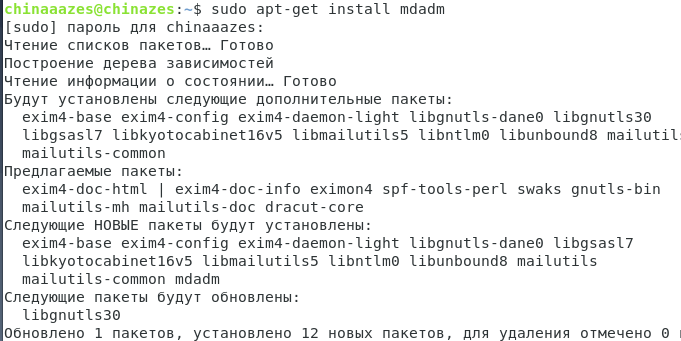 chinaaazes@chinazes:~$ sudo apt-get install mdadm
[sudo] пароль для chinaaazes:
Чтение списков пакетов… Готово
Построение дерева зависимостей
Чтение информации о состоянии… Готово
Будут установлены следующие дополнительные пакеты:
exim4-base exim4-config exim4-daemon-light libgnutls-dane0 libgnutls30
libgsasl7 libkyotocabinet16v5 libmailutils5 libntlm0 libunbound8 mailutils
mailutils-common
Предлагаемые пакеты:
exim4-doc-html | exim4-doc-info eximon4 spf-tools-perl swaks gnutls-bin
mailutils-mh mailutils-doc dracut-core
Следующие НОВЫЕ пакеты будут установлены:
exim4-base exim4-config exim4-daemon-light libgnutls-dane0 libgsasl7
libkyotocabinet16v5 libmailutils5 libntlm0 libunbound8 mailutils
mailutils-common mdadm
Следующие пакеты будут обновлены:
libgnutls30
Обновлено 1 пакетов, установлено 12 новых пакетов, для удаления отмечено 0